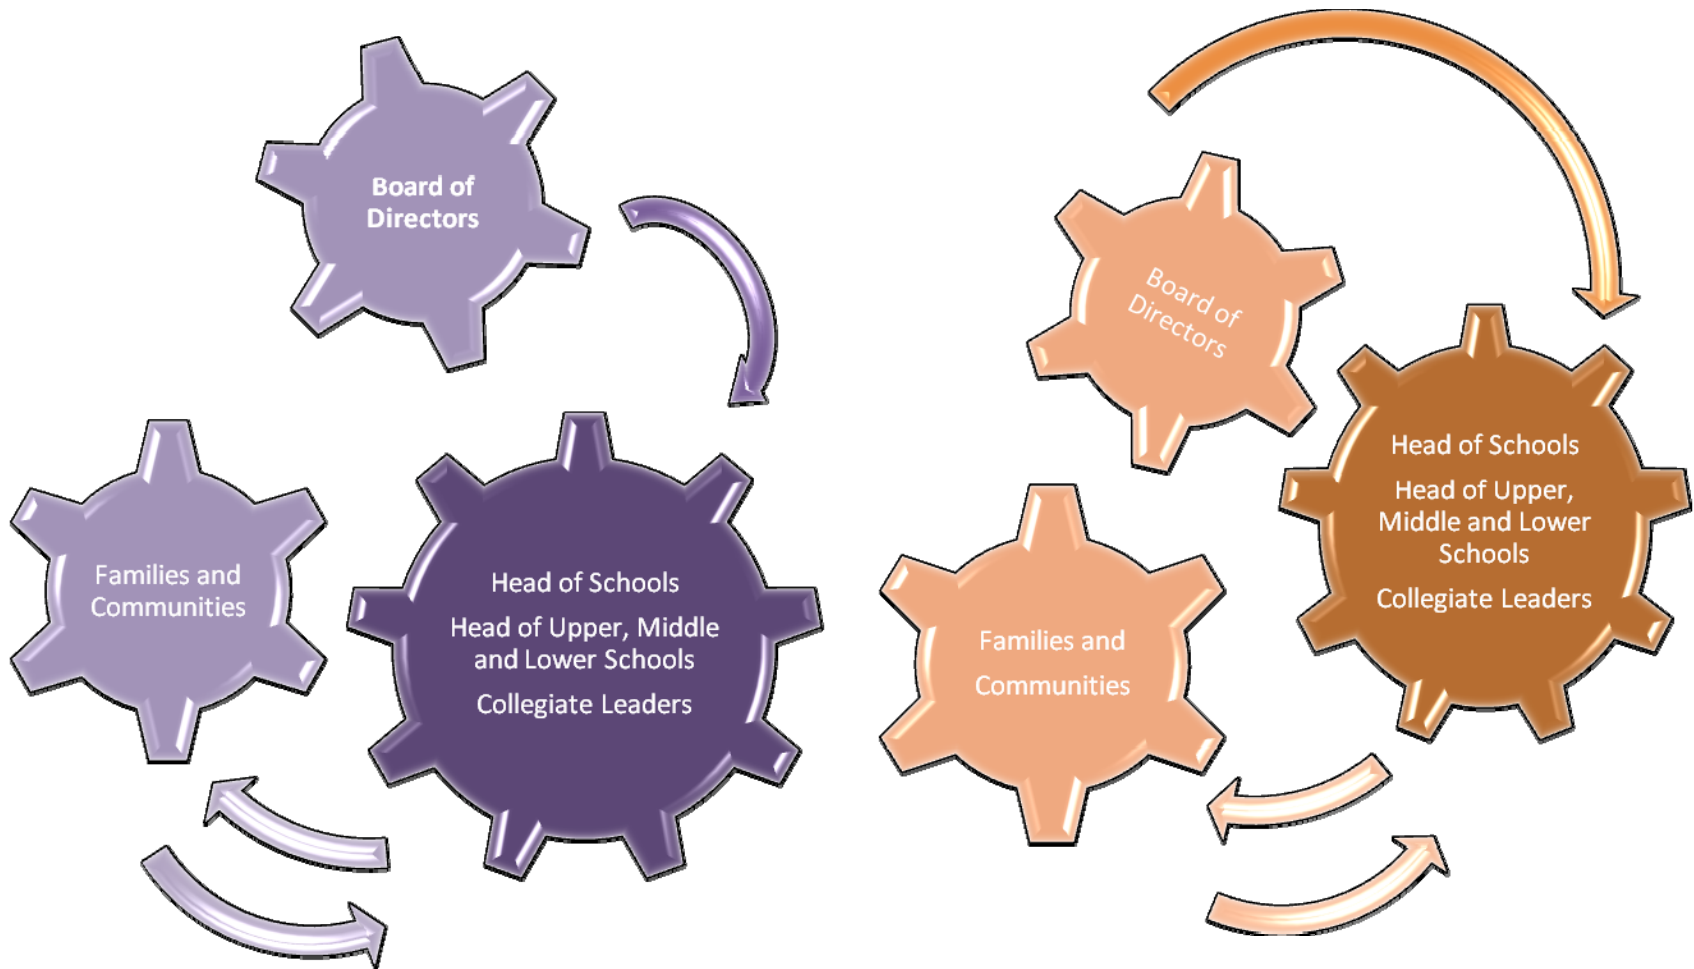 Board of
Directors
Families and
Communities
Head of Schools
Head of Upper, Middle
and Lower Schools
Collegiate Leaders
Board of
Directors
Head of Schools
Head of Upper,
Middle and Lower
Schools
Collegiate Leaders
Families and
Communities